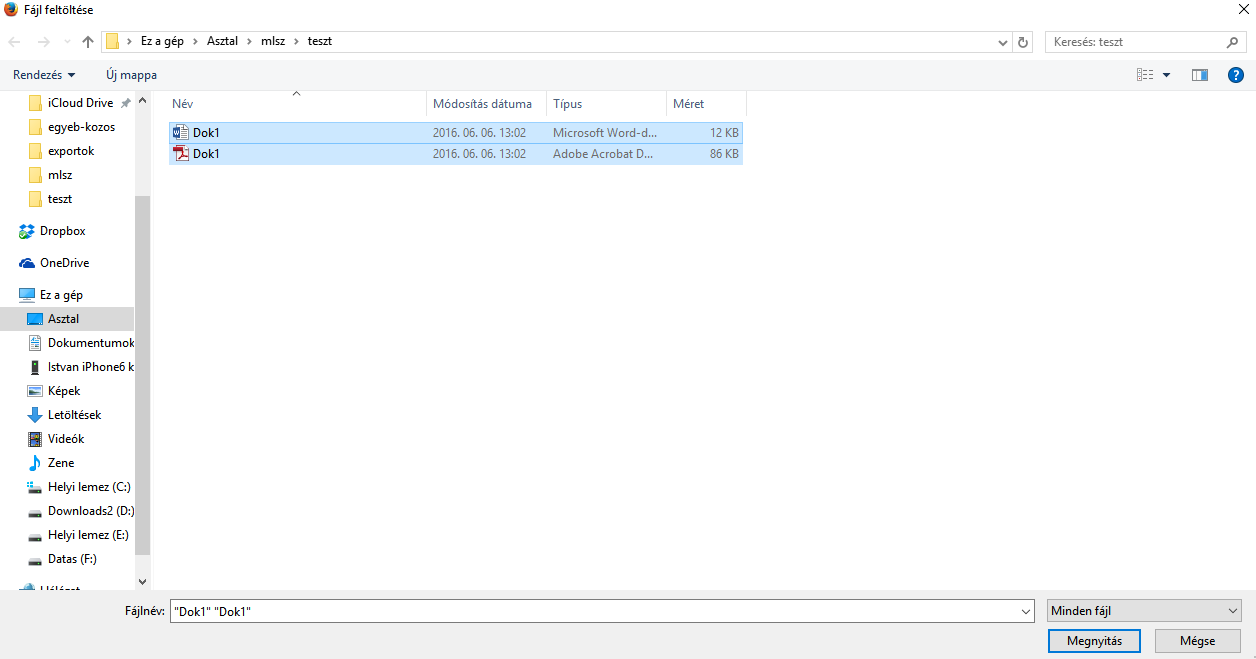 Fájl feltöltése
Ez a gép › Asztal › mlsz › teszt
Keresés: teszt
Rendezés
Új mappa
?
Név Módosítás dátuma Típus Méret
Dok1 2016. 06. 06. 13:02 Microsoft Word-d... 12 KB
Dok1 2016. 06. 06. 13:02 Adobe Acrobat D... 86 KB
iCloud Drive
egyeb-kozos
exportok
mlsz
teszt
Dropbox
OneDrive
Ez a gép
Asztal
Dokumentumok
Istvan iPhone6 k
Képek
Letöltések
Videók
Zene
Helyi lemez (C:)
Downloads2 (D:)
Helyi lemez (E:)
Datas (F:)
Fájlnév: "Dok1" "Dok1"
Minden fájl
Megnyitás
Mégse